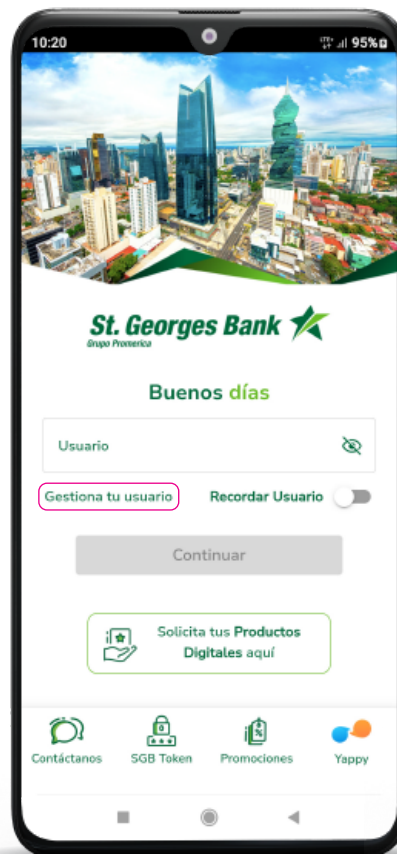 10:20
95%
St. Georges Bank
Grupo Promerica
Buenos días
Usuario
Gestiona tu usuario
Recordar Usuario
Continuar
Solicita tus Productos
Digitales aquí
Contáctanos
SGB Token
Promociones
Yappy